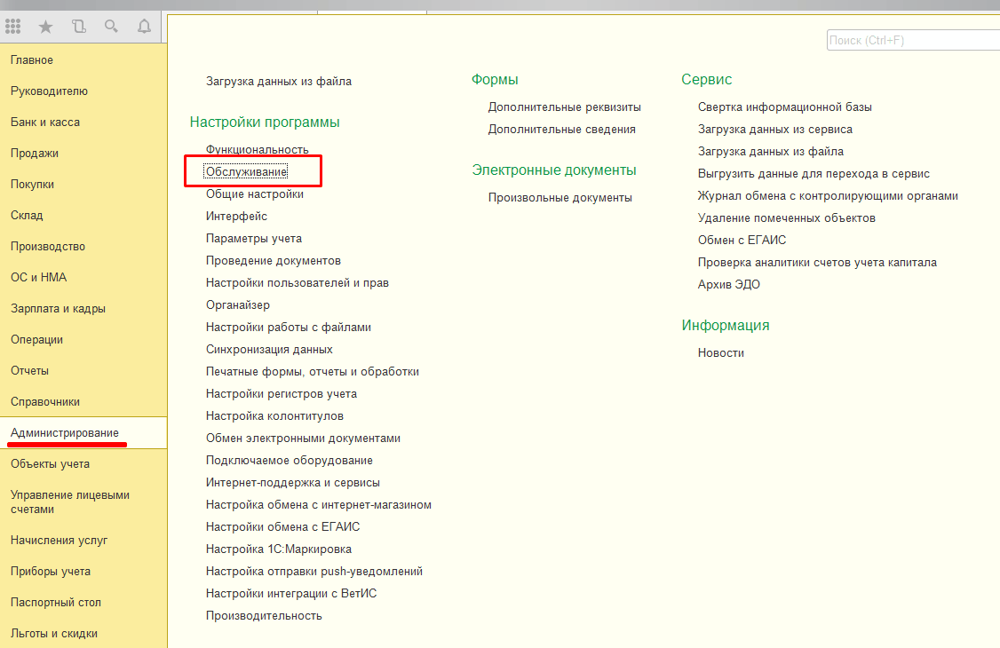 Главное
Руководителю
Банк и касса
Продажи
Покупки
Склад
Производство
ОС и НМА
Зарплата и кадры
Операции
Отчеты
Справочники
Администрирование
Объекты учета
Управление лицевыми
счетами
Начисления услуг
Приборы учета
Паспортный стол
Льготы и скидки
Поиск (Ctrl+F)
Загрузка данных из файла
Настройки программы
Функциональность
Обслуживание
Общие настройки
Интерфейс
Параметры учета
Проведение документов
Настройки пользователей и прав
Органайзер
Настройки работы с файлами
Синхронизация данных
Печатные формы, отчеты и обработки
Настройки регистров учета
Настройка колонтитулов
Обмен электронными документами
Подключаемое оборудование
Интернет-поддержка и сервисы
Настройка обмена с интернет-магазином
Настройки обмена с ЕГАИС
Настройка 1С:Маркировка
Настройка отправки push-уведомлений
Настройки интеграции с ВетИС
Производительность
Формы
Дополнительные реквизиты
Дополнительные сведения
Электронные документы
Произвольные документы
Сервис
Свертка информационной базы
Загрузка данных из сервиса
Загрузка данных из файла
Выгрузить данные для перехода в сервис
Журнал обмена с контролирующими органами
Удаление помеченных объектов
Обмен с ЕГАИС
Проверка аналитики счетов учета капитала
Архив ЭДО
Информация
Новости